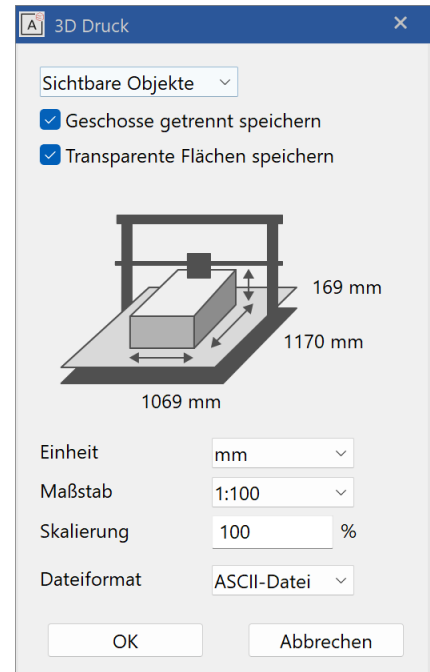 A 3D Druck
Sichtbare Objekte
Geschosse getrennt speichern
Transparente Flächen speichern
169 mm
1170 mm
1069 mm
Einheit mm
Maßstab 1:100
Skalierung 100 %
Dateiformat ASCII-Datei
OK Abbrechen